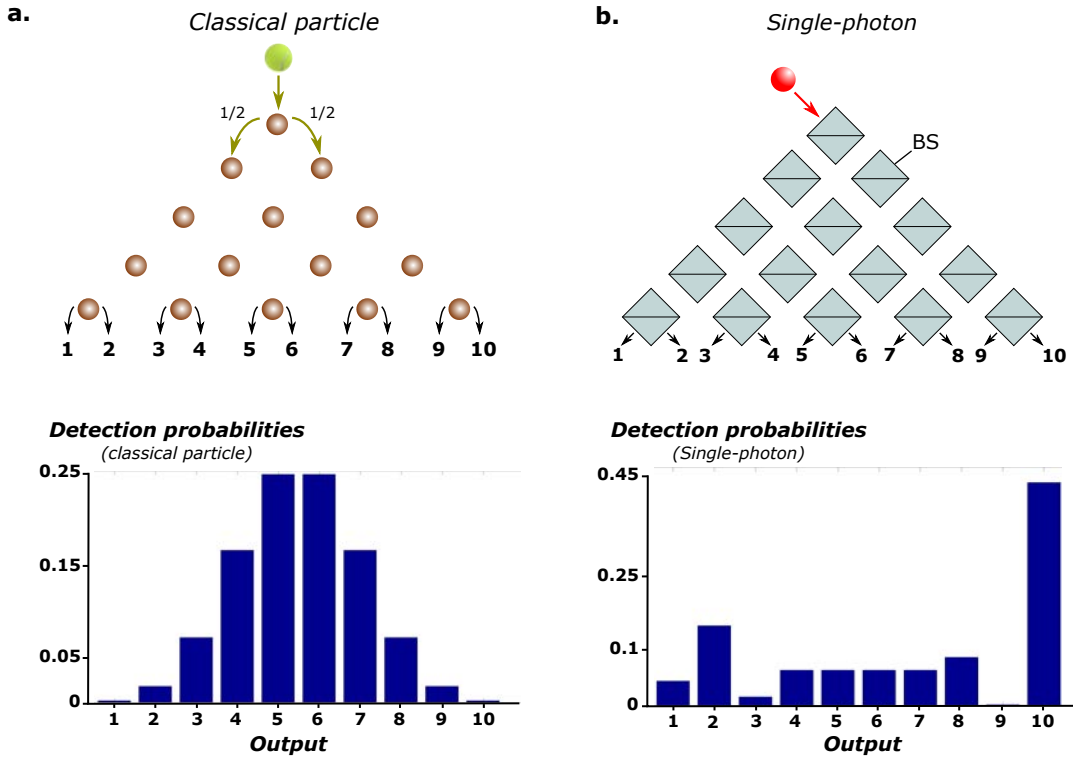 a.
Classical particle
1/2 1/2
1 2 3 4 5 6 7 8 9 10
Detection probabilities
(classical particle)
0.25
0.15
0.05
0
1 2 3 4 5 6 7 8 9 10
Output
b.
Single-photon
BS
1 2 3 4 5 6 7 8 9 10
Detection probabilities
(Single-photon)
0.45
0.25
0.1
0
1 2 3 4 5 6 7 8 9 10
Output